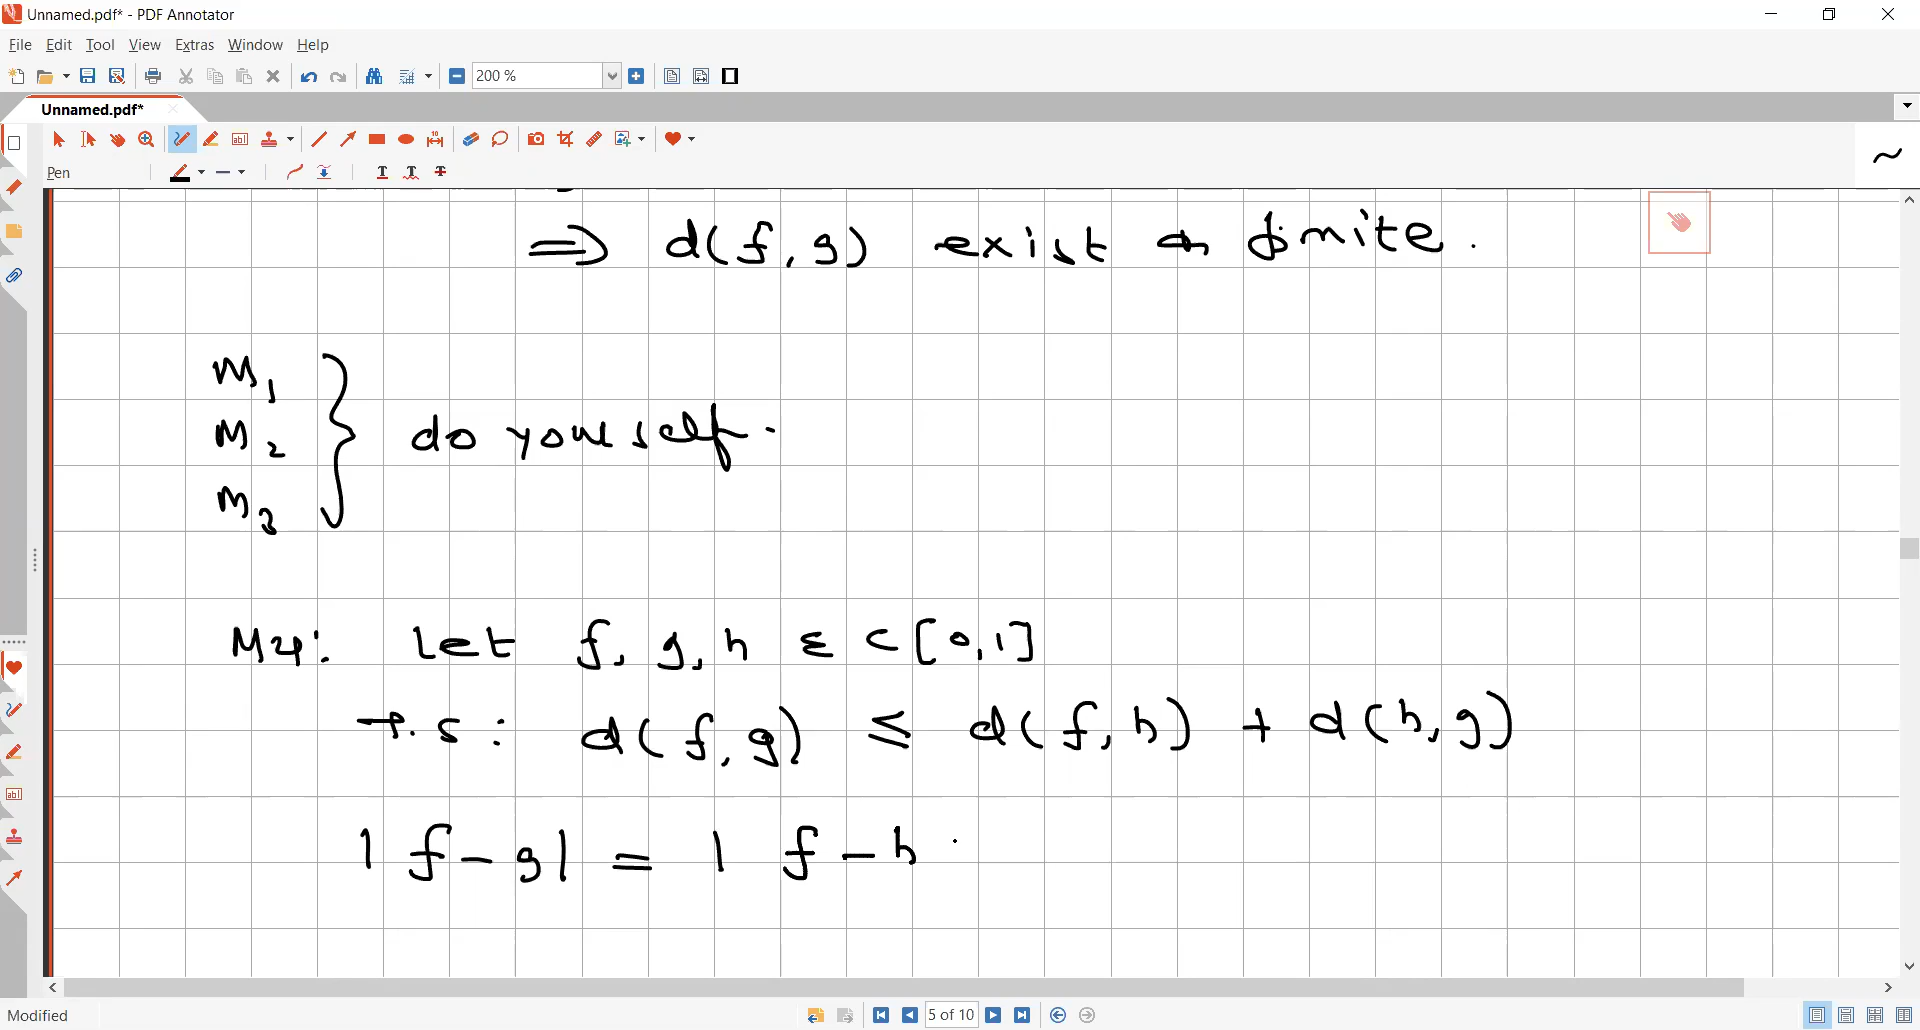 Unnamed.pdf* - PDF Annotator
File Edit Tool View Extras Window Help
200 %
Unnamed.pdf*
Pen
⇒ d(f, g) exist & finite.
M1
M2 } do yourself.
M3
M4: Let f, g, h ε C[0,1]
T.S: d(f, g) ≤ d(f, h) + d(h, g)
| f - g | = | f - h
Modified
5 of 10